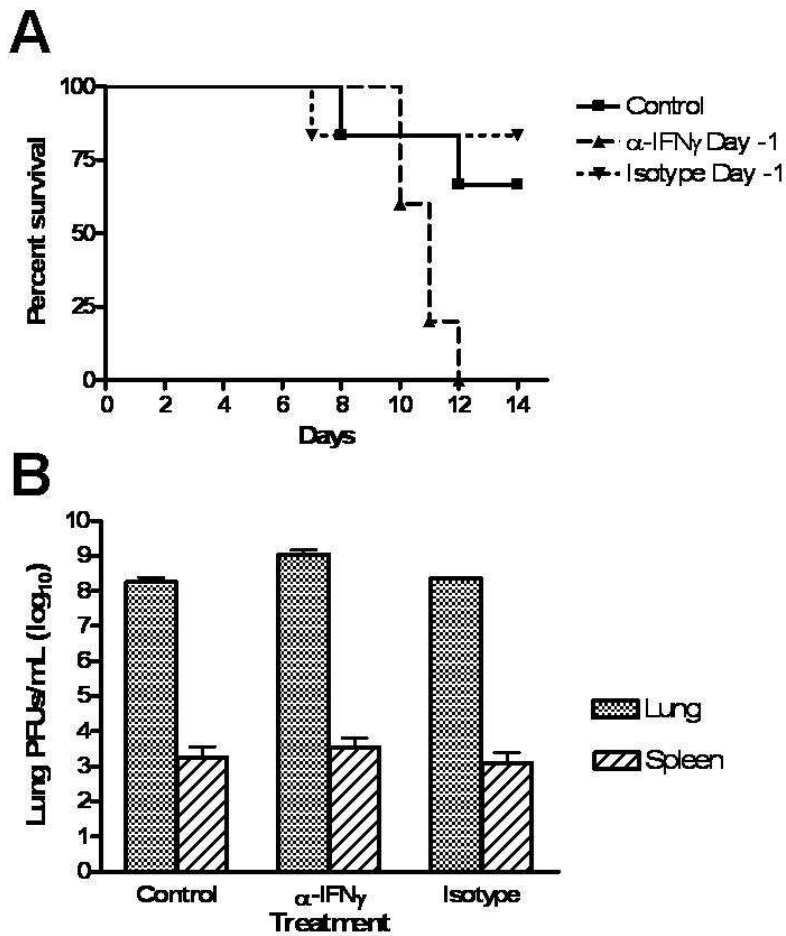 A
100
75
50
25
0
Percent survival
0 2 4 6 8 10 12 14
Days
Control
α-IFNγ Day -1
Isotype Day -1
B
10
9
8
7
6
5
4
3
2
1
0
Lung PFUs/mL (log10)
Control α-IFNγ Isotype
Treatment
Lung
Spleen